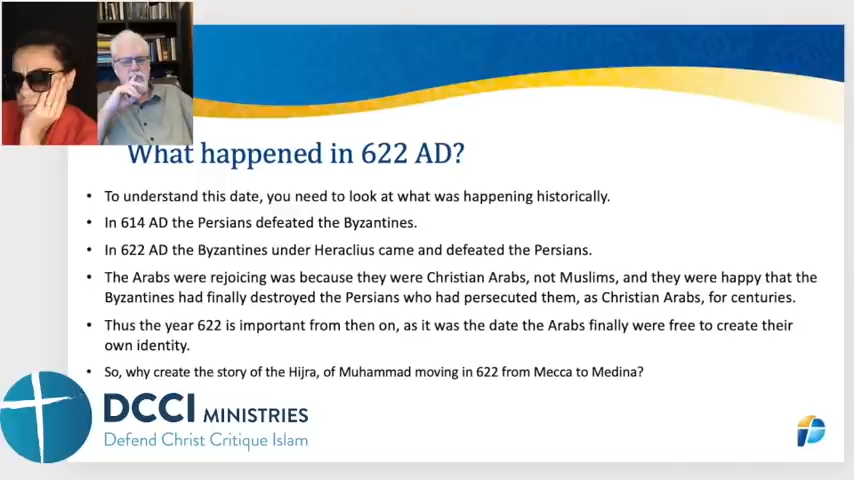 What happened in 622 AD?
• To understand this date, you need to look at what was happening historically.
• In 614 AD the Persians defeated the Byzantines.
• In 622 AD the Byzantines under Heraclius came and defeated the Persians.
• The Arabs were rejoicing was because they were Christian Arabs, not Muslims, and they were happy that the
Byzantines had finally destroyed the Persians who had persecuted them, as Christian Arabs, for centuries.
• Thus the year 622 is important from then on, as it was the date the Arabs finally were free to create their
own identity.
• So, why create the story of the Hijra, of Muhammad moving in 622 from Mecca to Medina?
DCCI MINISTRIES
Defend Christ Critique Islam